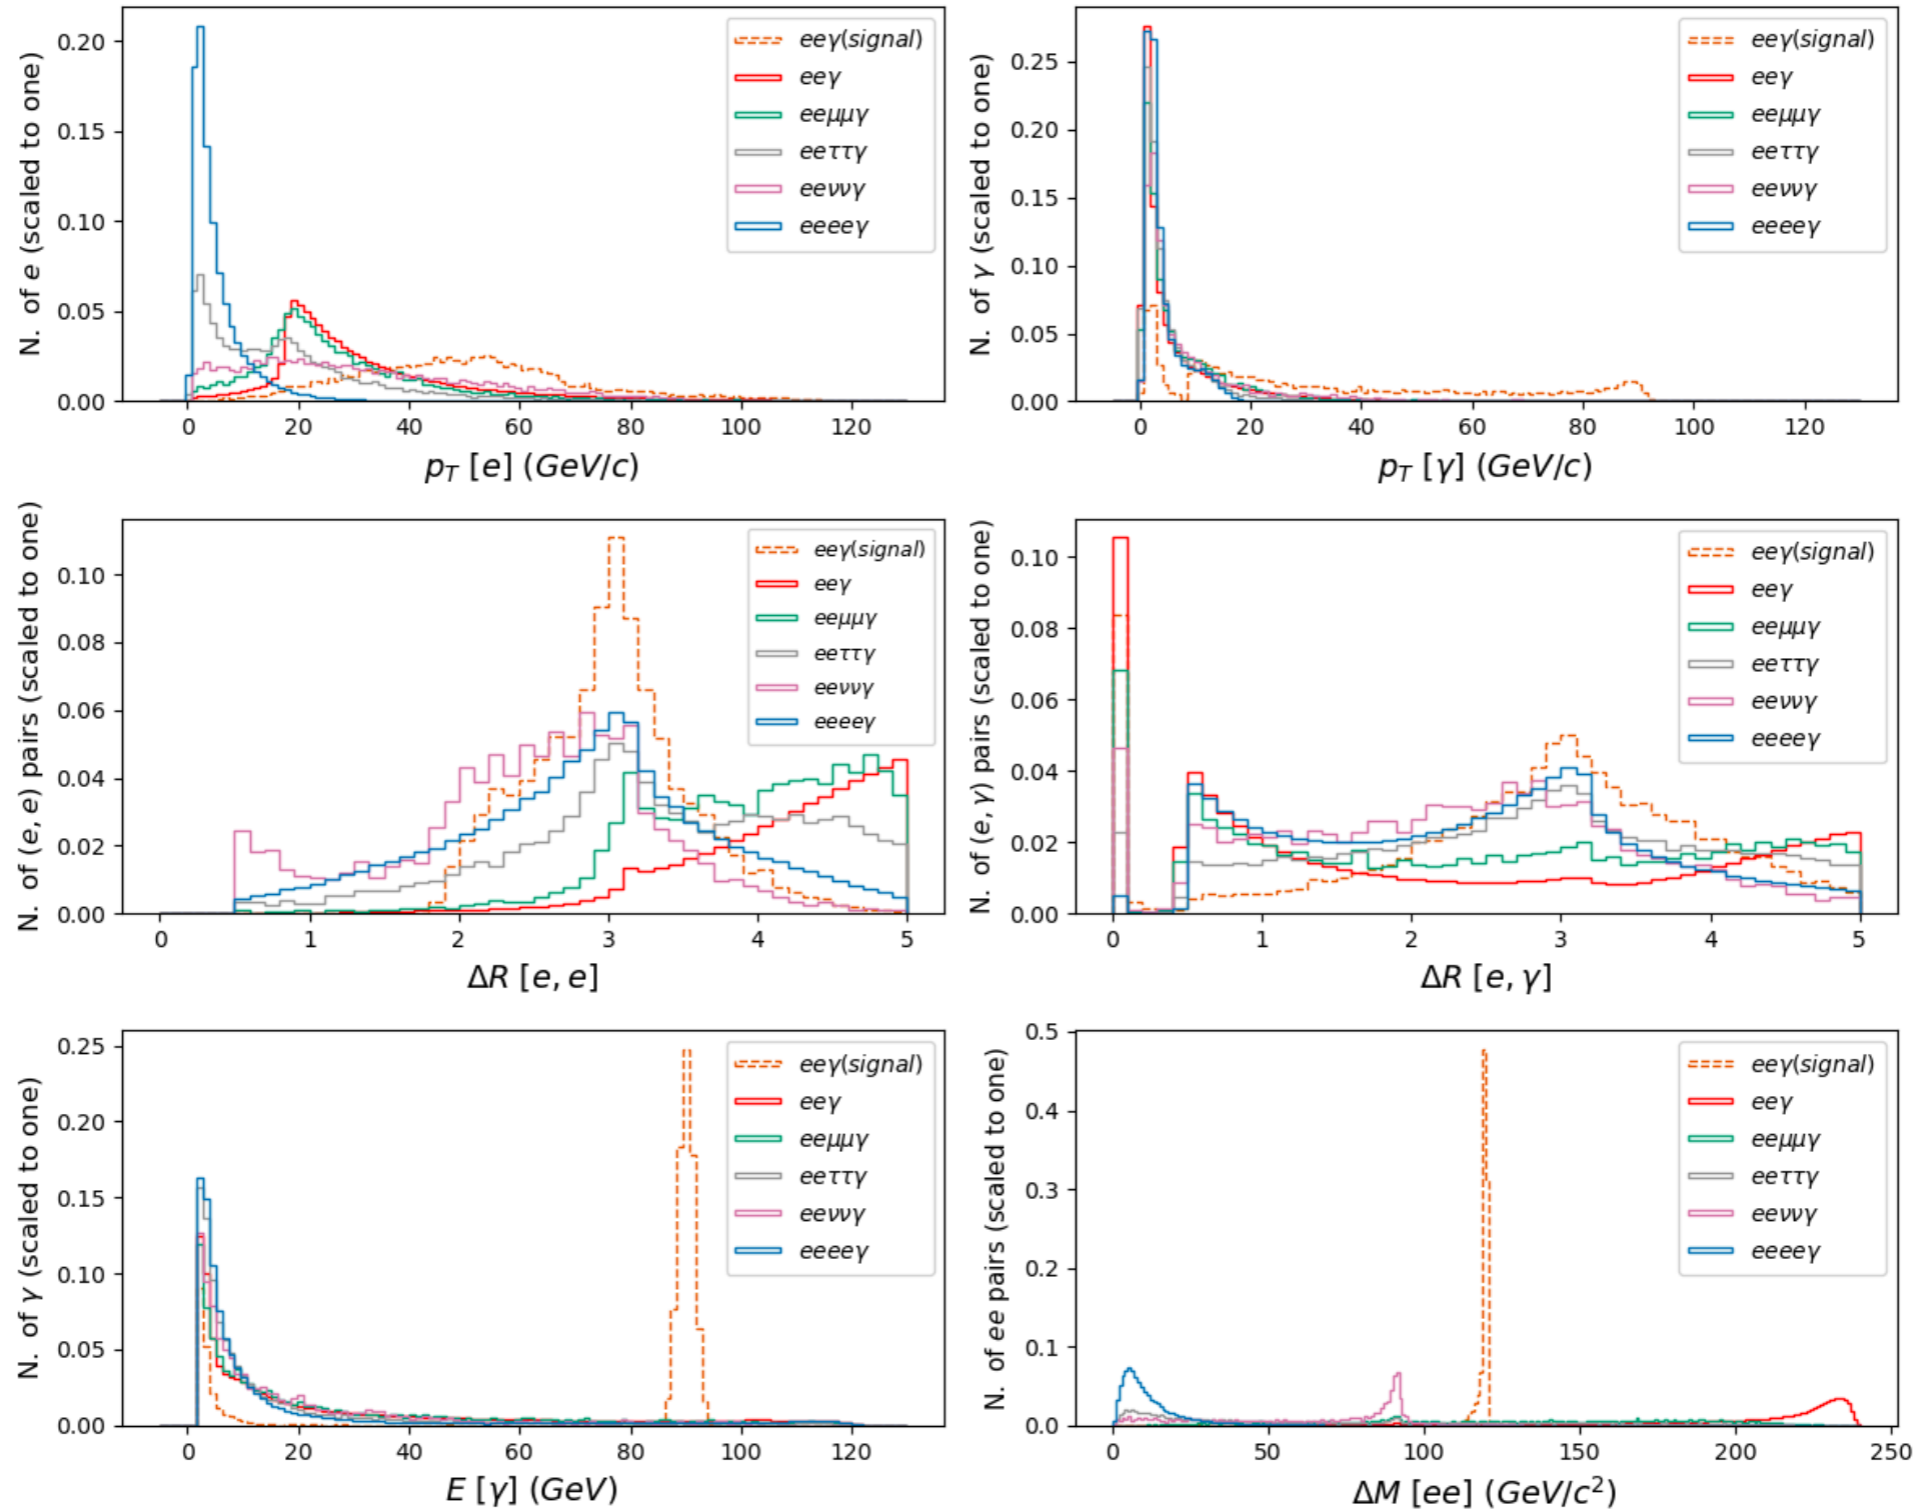 N. of e (scaled to one)
0.20
0.15
0.10
0.05
0.00
eeγ(signal)
eeγ
eeμμγ
eeττγ
eeννγ
eeeeγ
0 20 40 60 80 100 120
p_T [e] (GeV/c)
N. of γ (scaled to one)
0.25
0.20
0.15
0.10
0.05
0.00
eeγ(signal)
eeγ
eeμμγ
eeττγ
eeννγ
eeeeγ
0 20 40 60 80 100 120
p_T [γ] (GeV/c)
N. of (e, e) pairs (scaled to one)
0.10
0.08
0.06
0.04
0.02
0.00
eeγ(signal)
eeγ
eeμμγ
eeττγ
eeννγ
eeeeγ
0 1 2 3 4 5
ΔR [e, e]
N. of (e, γ) pairs (scaled to one)
0.10
0.08
0.06
0.04
0.02
0.00
eeγ(signal)
eeγ
eeμμγ
eeττγ
eeννγ
eeeeγ
0 1 2 3 4 5
ΔR [e, γ]
N. of γ (scaled to one)
0.25
0.20
0.15
0.10
0.05
0.00
eeγ(signal)
eeγ
eeμμγ
eeττγ
eeννγ
eeeeγ
0 20 40 60 80 100 120
E [γ] (GeV)
N. of ee pairs (scaled to one)
0.5
0.4
0.3
0.2
0.1
0.0
eeγ(signal)
eeγ
eeμμγ
eeττγ
eeννγ
eeeeγ
0 50 100 150 200 250
ΔM [ee] (GeV/c²)